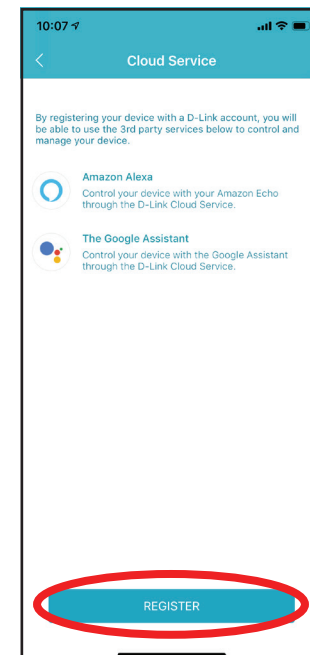 10:07
Cloud Service
By registering your device with a D-Link account, you will
be able to use the 3rd party services below to control and
manage your device.
Amazon Alexa
Control your device with your Amazon Echo
through the D-Link Cloud Service.
The Google Assistant
Control your device with the Google Assistant
through the D-Link Cloud Service.
REGISTER